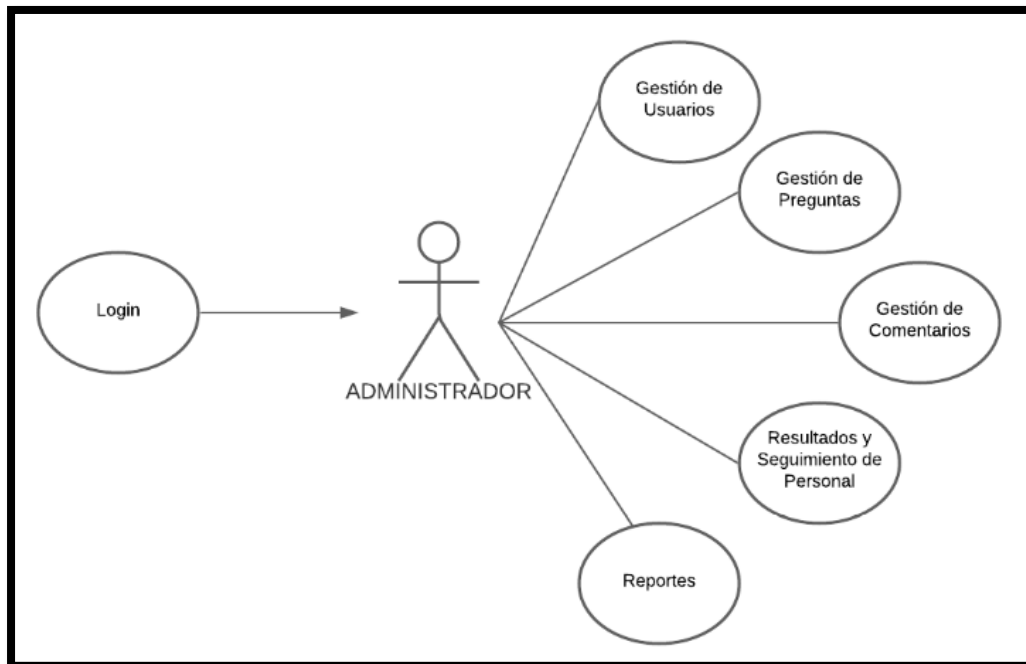 Gestión de
Usuarios
Gestión de
Preguntas
Login
Gestión de
Comentarios
ADMINISTRADOR
Resultados y
Seguimiento de
Personal
Reportes